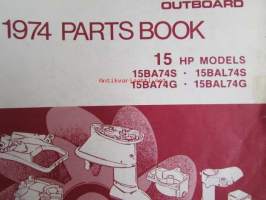 OUTBOARD
1974 PARTS BOOK
15 HP MODELS
15BA74S · 15BAL74S
15BA74G · 15BAL74G